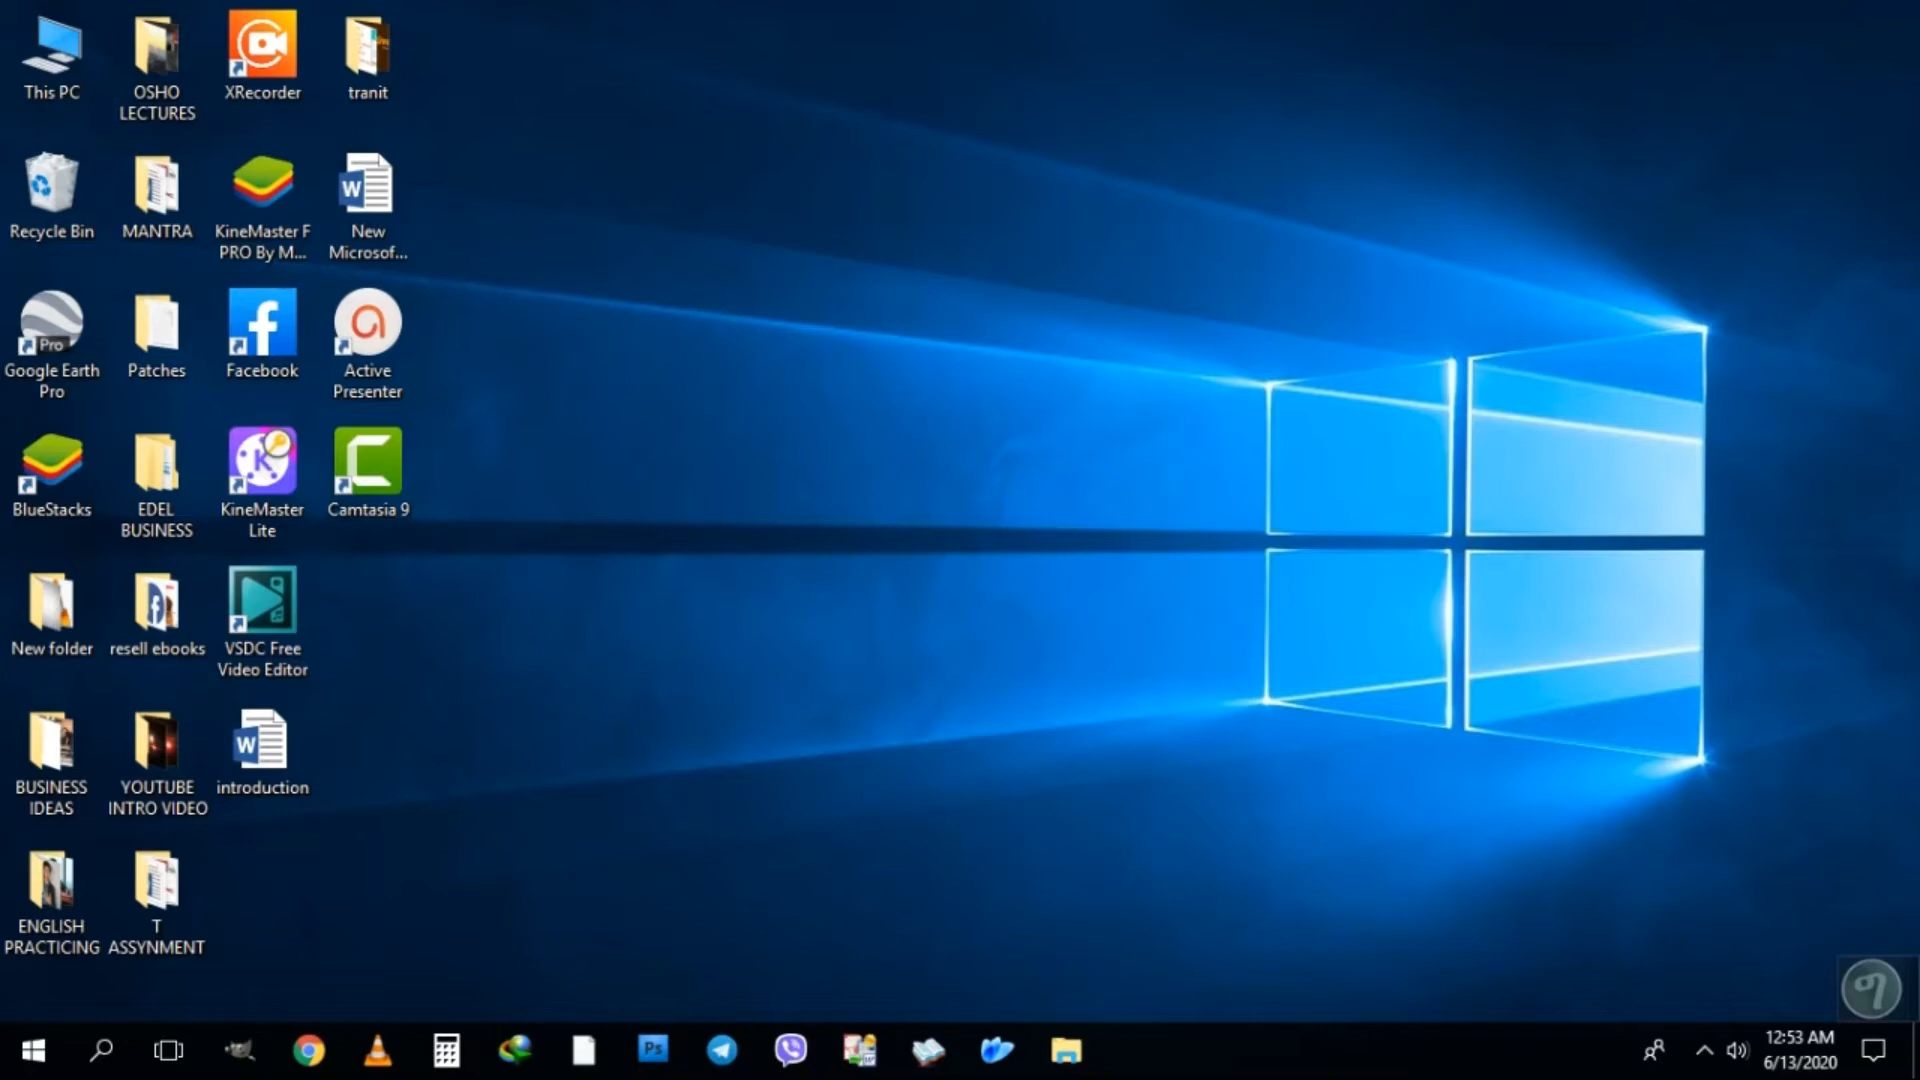 This PC
OSHO
LECTURES
XRecorder
tranit
Recycle Bin
MANTRA
KineMaster F
PRO By M...
New
Microsof...
Pro
Google Earth
Pro
Patches
Facebook
Active
Presenter
BlueStacks
EDEL
BUSINESS
KineMaster
Lite
Camtasia 9
New folder
resell ebooks
VSDC Free
Video Editor
BUSINESS
IDEAS
YOUTUBE
INTRO VIDEO
introduction
ENGLISH
PRACTICING
T
ASSYNMENT
Ps
12:53 AM
6/13/2020